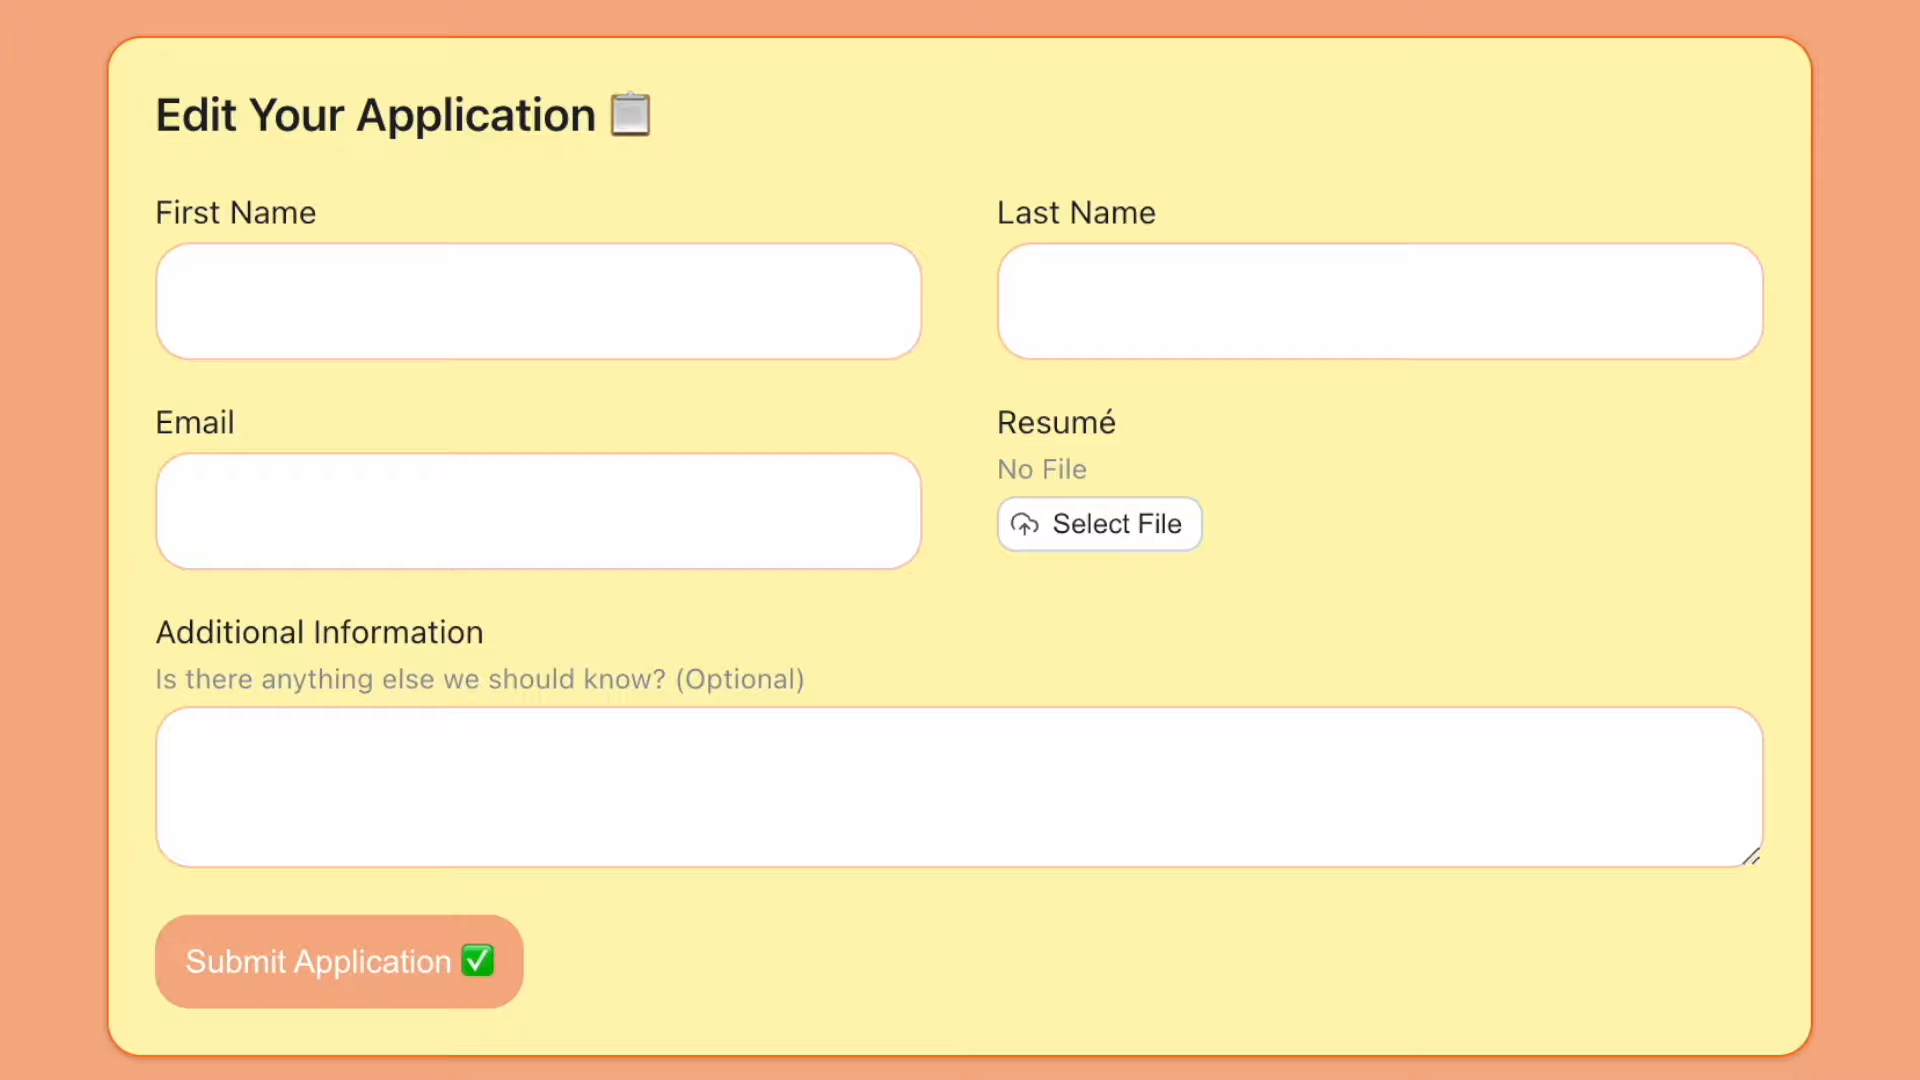 Edit Your Application 📋
First Name
Last Name
Email
Resumé
No File
Select File
Additional Information
Is there anything else we should know? (Optional)
Submit Application ✅